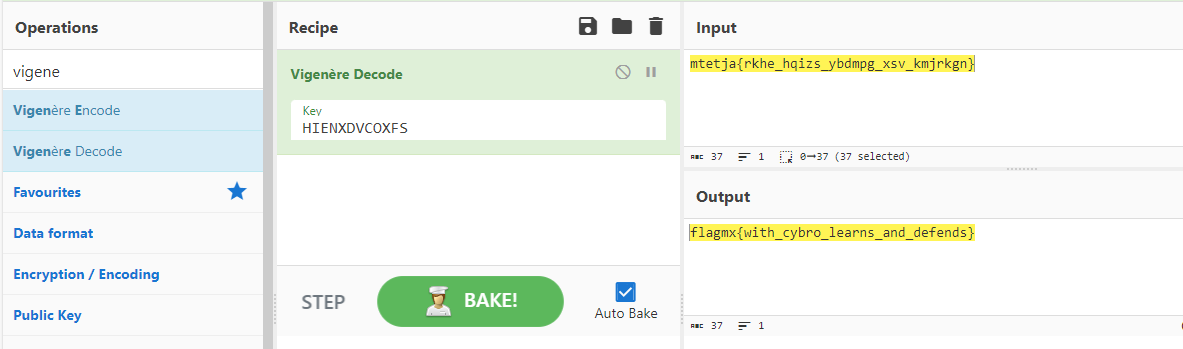 Operations
vigene
Vigenère Encode
Vigenère Decode
Favourites
Data format
Encryption / Encoding
Public Key
Recipe
Vigenère Decode
Key
HIENXDVCOXFS
STEP
BAKE!
Auto Bake
Input
mtetja{rkhe_hqizs_ybdmpg_xsv_kmjrkgn}
ABC 37 1 0→37 (37 selected)
Output
flagmx{with_cybro_learns_and_defends}
ABC 37 1